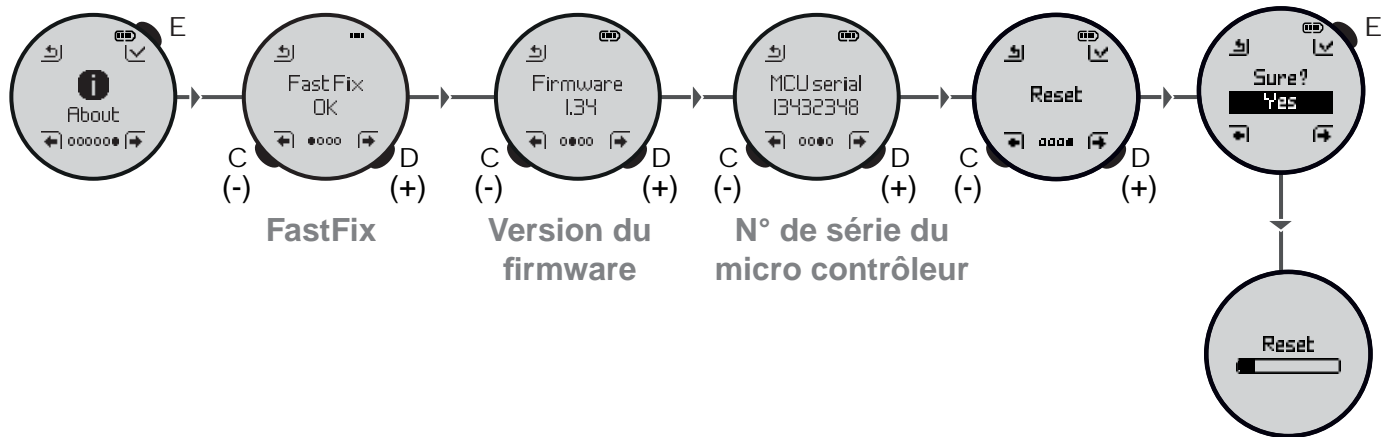 E
About
Fast Fix
OK
C
(-)
D
(+)
FastFix
Firmware
1.34
C
(-)
D
(+)
Version du
firmware
MCU serial
13432348
C
(-)
D
(+)
N° de série du
micro contrôleur
Reset
C
(-)
D
(+)
E
Sure?
Yes
Reset